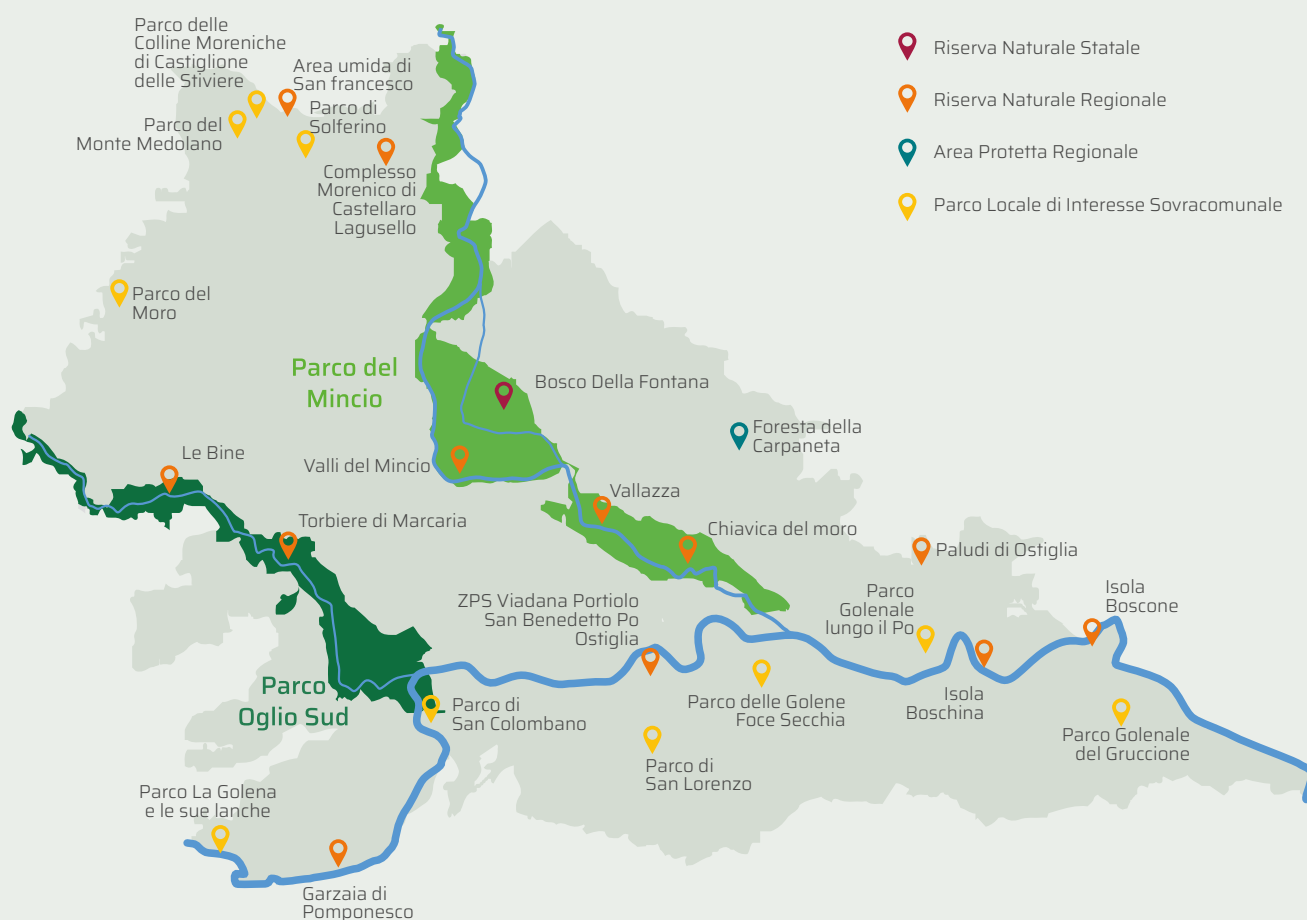 Parco delle
Colline Moreniche
di Castiglione
delle Stiviere
Area umida di
San francesco
Parco di
Solferino
Parco del
Monte Medolano
Complesso
Morenico di
Castellaro
Lagusello
Riserva Naturale Statale
Riserva Naturale Regionale
Area Protetta Regionale
Parco Locale di Interesse Sovracomunale
Parco del
Moro
Parco del
Mincio
Bosco Della Fontana
Foresta della
Carpaneta
Le Bine
Valli del Mincio
Vallazza
Torbiere di Marcaria
Chiavica del moro
Paludi di Ostiglia
Parco
Golenale
lungo il Po
Isola
Boscone
ZPS Viadana Portiolo
San Benedetto Po
Ostiglia
Parco
Oglio Sud
Parco di
San Colombano
Parco delle Golene
Foce Secchia
Isola
Boschina
Parco Golenale
del Gruccione
Parco di
San Lorenzo
Parco La Golena
e le sue lanche
Garzaia di
Pomponesco